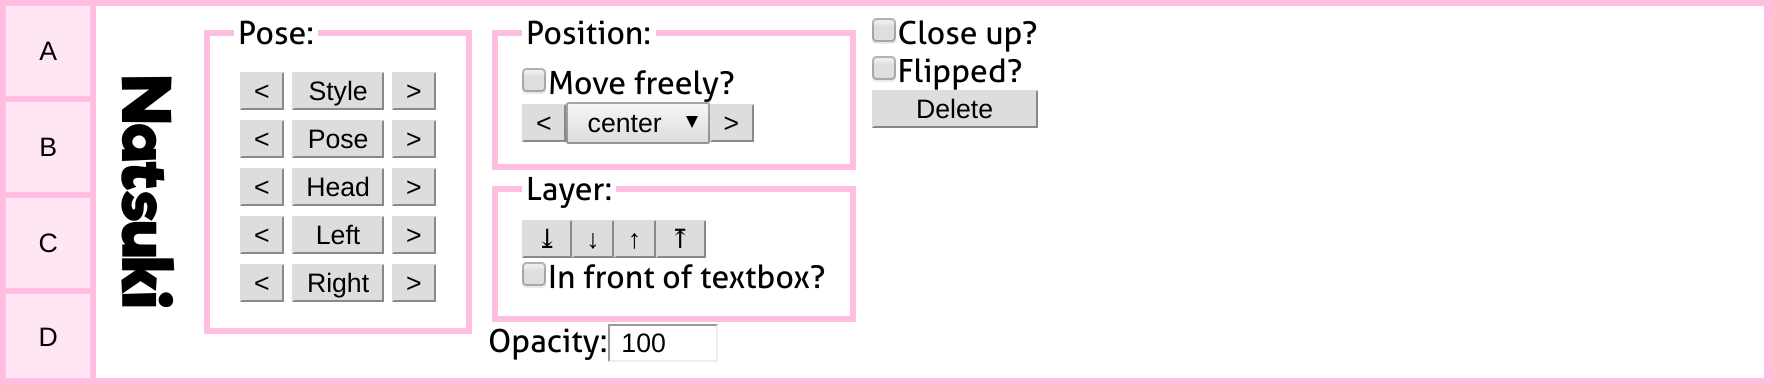 A
B
C
D
Natsuki
Pose:
< Style >
< Pose >
< Head >
< Left >
< Right >
Position:
Move freely?
< center ▼ >
Layer:
⤓ ↓ ↑ ⤒
In front of textbox?
Opacity: 100
Close up?
Flipped?
Delete